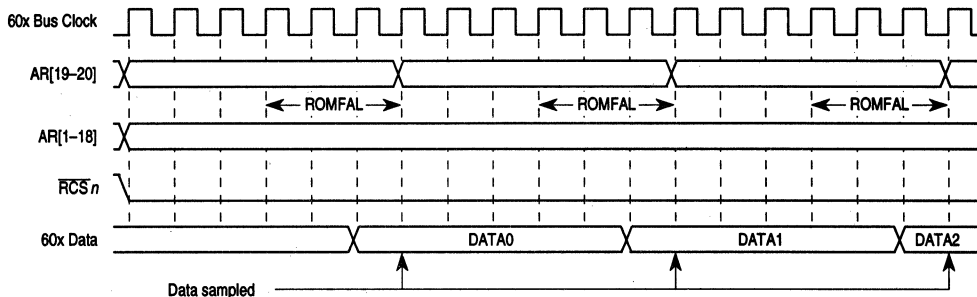 60x Bus Clock
AR[19–20]
ROMFAL ROMFAL ROMFAL
AR[1–18]
RCS n
60x Data DATA0 DATA1 DATA2
Data sampled